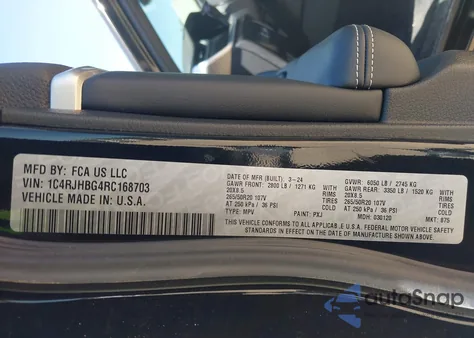 MFD BY: FCA US LLC
VIN: 1C4RJHBG4RC168703
VEHICLE MADE IN: U.S.A.
DATE OF MFR (BUILT): 3-24 GVWR: 6050 LB / 2745 KG
GAWR FRONT: 2800 LB / 1271 KG WITH GAWR REAR: 3350 LB / 1520 KG WITH
20X8.5 RIMS 20X8.5 RIMS
265/50R20 107V TIRES 265/50R20 107V TIRES
AT 250 kPa / 36 PSI COLD AT 250 kPa / 36 PSI COLD
TYPE: MPV PAINT: PXJ MDH: 030120 MKT: 875
THIS VEHICLE CONFORMS TO ALL APPLICABLE U.S.A. FEDERAL MOTOR VEHICLE SAFETY
STANDARDS IN EFFECT ON THE DATE OF MANUFACTURE SHOWN ABOVE.
autoSnap